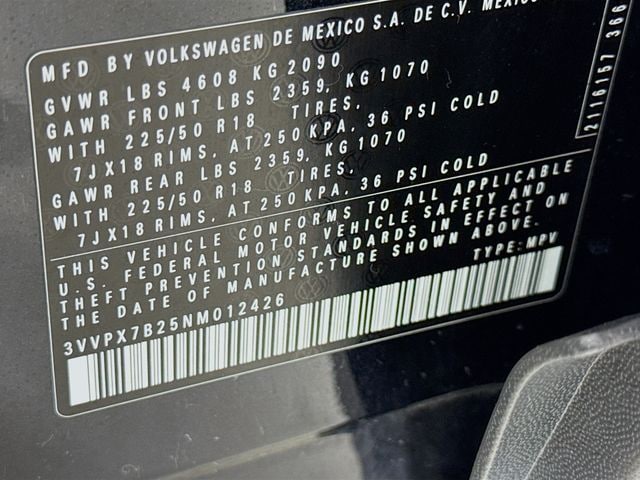 MFD BY VOLKSWAGEN DE MEXICO S.A. DE C.V. MEXICO
GVWR LBS 4608 KG 2090
GAWR FRONT LBS 2359, KG 1070
WITH 225/50 R18 TIRES,
7JX18 RIMS, AT 250 KPA, 36 PSI COLD
GAWR REAR LBS 2359, KG 1070
WITH 225/50 R18 TIRES,
7JX18 RIMS, AT 250 KPA, 36 PSI COLD
THIS VEHICLE CONFORMS TO ALL APPLICABLE
U.S. FEDERAL MOTOR VEHICLE SAFETY AND
THEFT PREVENTION STANDARDS IN EFFECT ON
THE DATE OF MANUFACTURE SHOWN ABOVE.
3VVPX7B25NM012426
TYPE: MPV
2116157 366